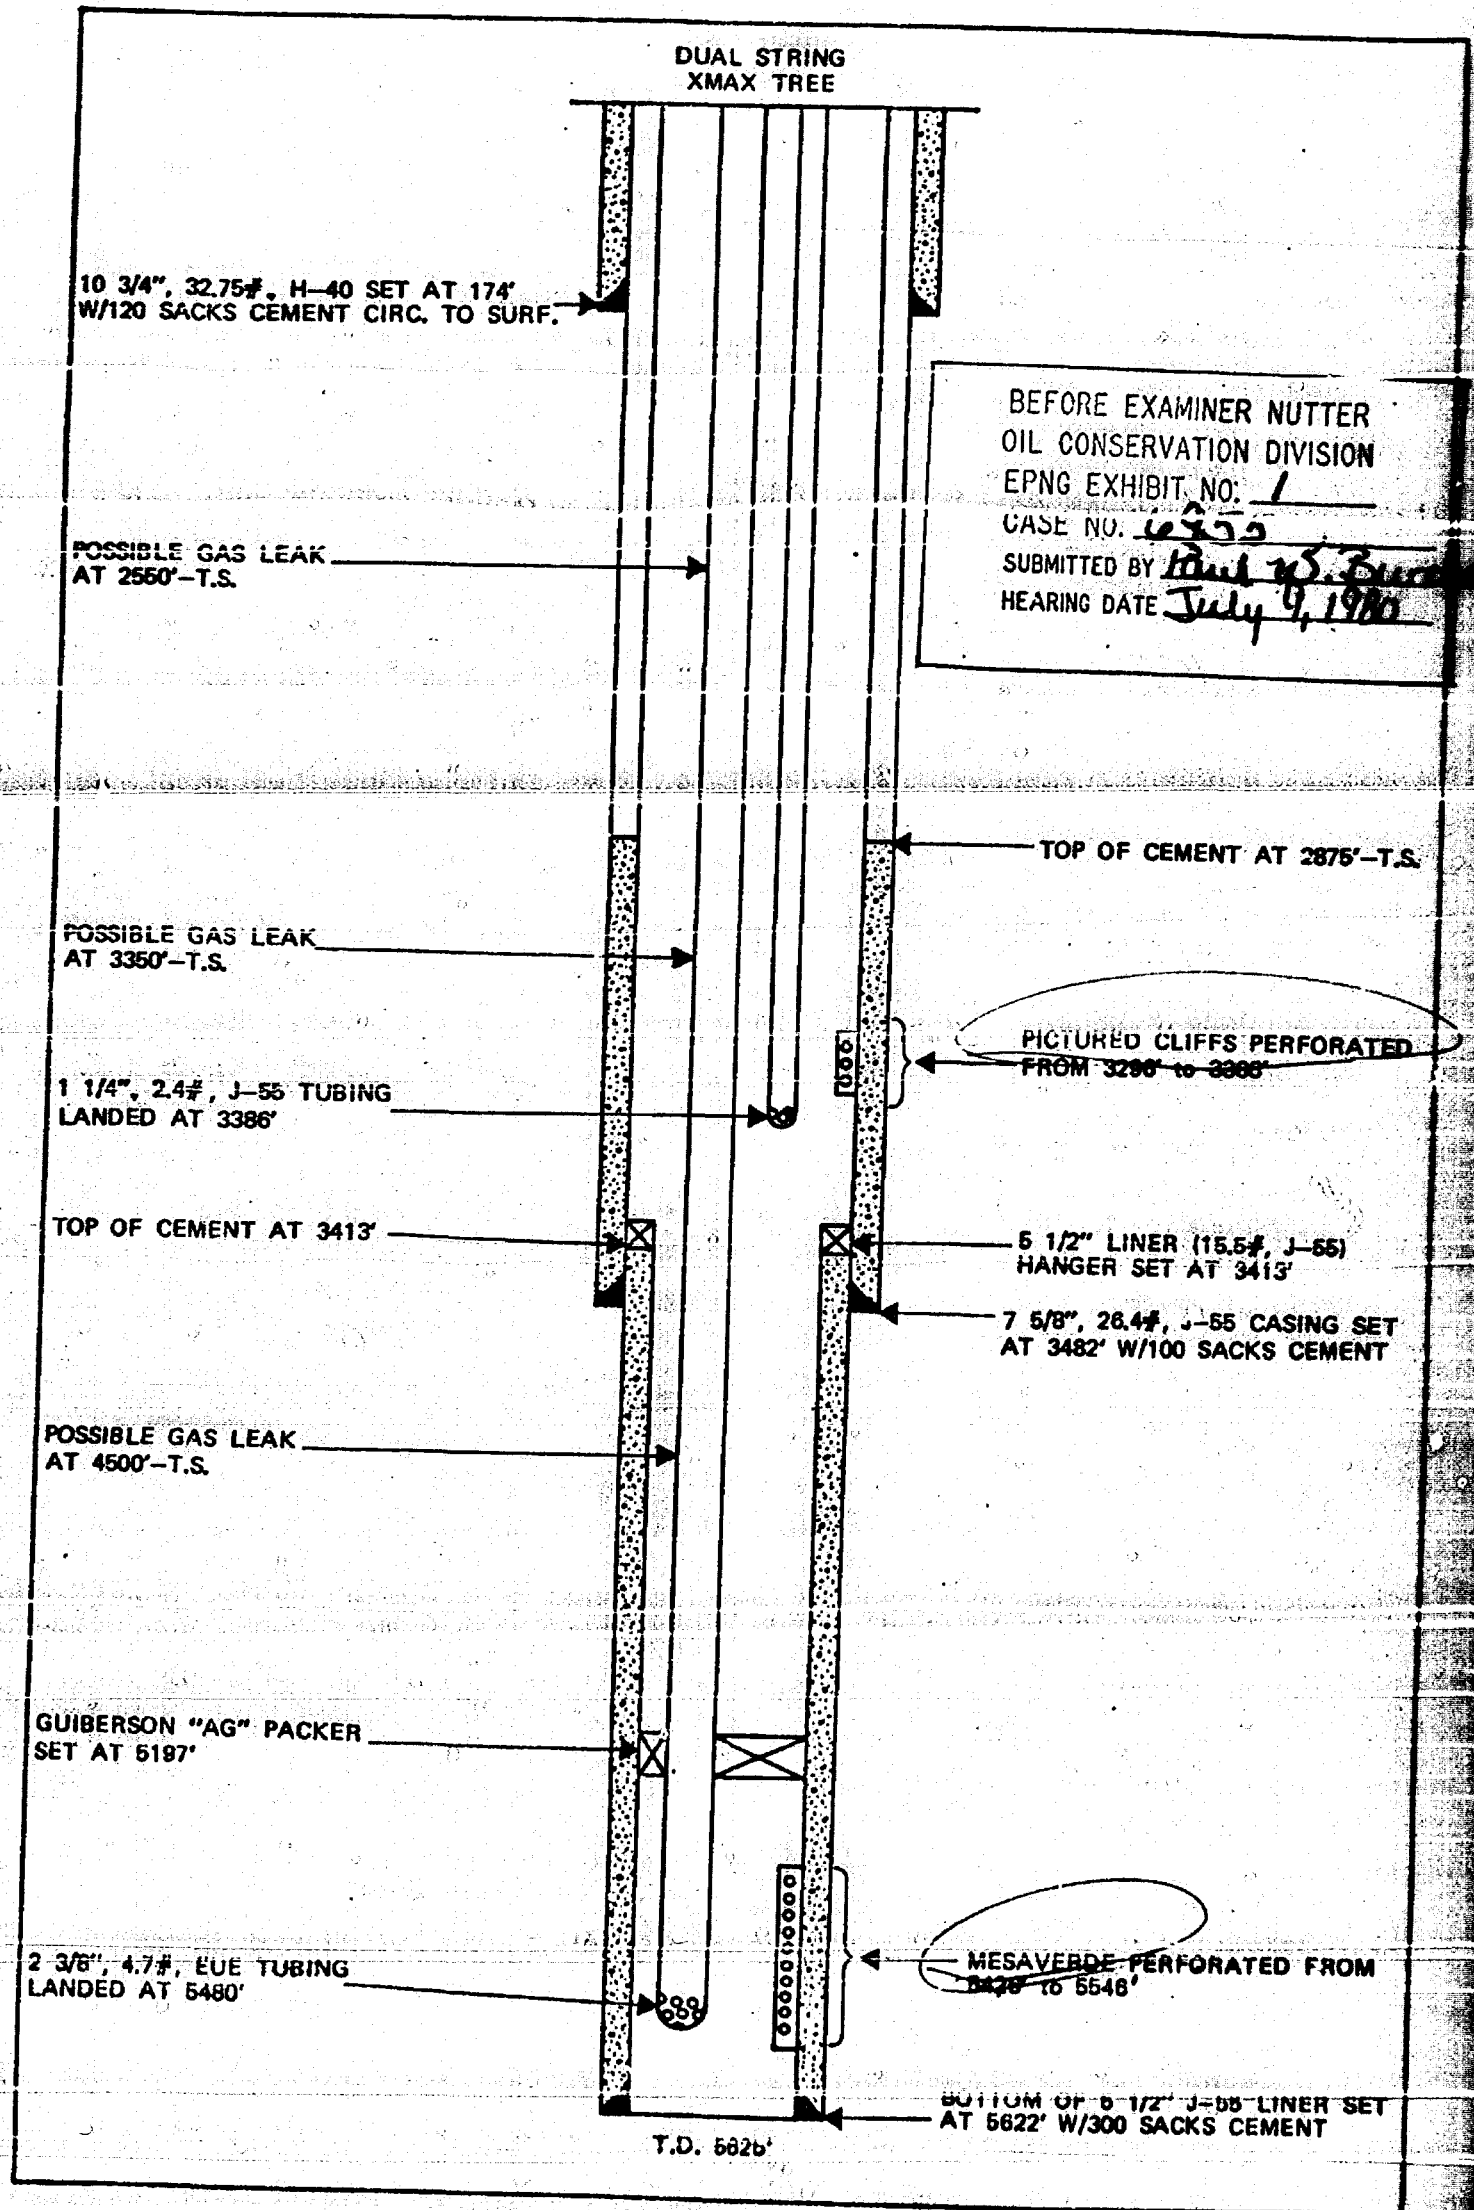 DUAL STRING
XMAX TREE
10 3/4", 32.75#, H-40 SET AT 174'
W/120 SACKS CEMENT CIRC. TO SURF.
BEFORE EXAMINER NUTTER
OIL CONSERVATION DIVISION
EPNG EXHIBIT NO. 1
CASE NO.
SUBMITTED BY Paul W.
HEARING DATE July 9, 1980
POSSIBLE GAS LEAK
AT 2550'-T.S.
TOP OF CEMENT AT 2875'-T.S.
POSSIBLE GAS LEAK
AT 3350'-T.S.
PICTURED CLIFFS PERFORATED
FROM to
1 1/4", 2.4#, J-55 TUBING
LANDED AT 3386'
TOP OF CEMENT AT 3413'
5 1/2" LINER (15.5#, J-55)
HANGER SET AT 3413'
7 5/8", 26.4#, J-55 CASING SET
AT 3482' W/100 SACKS CEMENT
POSSIBLE GAS LEAK
AT 4500'-T.S.
GUIBERSON "AG" PACKER
SET AT 5197'
2 3/8", 4.7#, EUE TUBING
LANDED AT 5480'
MESAVERDE PERFORATED FROM
to 5546'
BOTTOM OF 5 1/2" J-55 LINER SET
AT 5622' W/300 SACKS CEMENT
T.D.